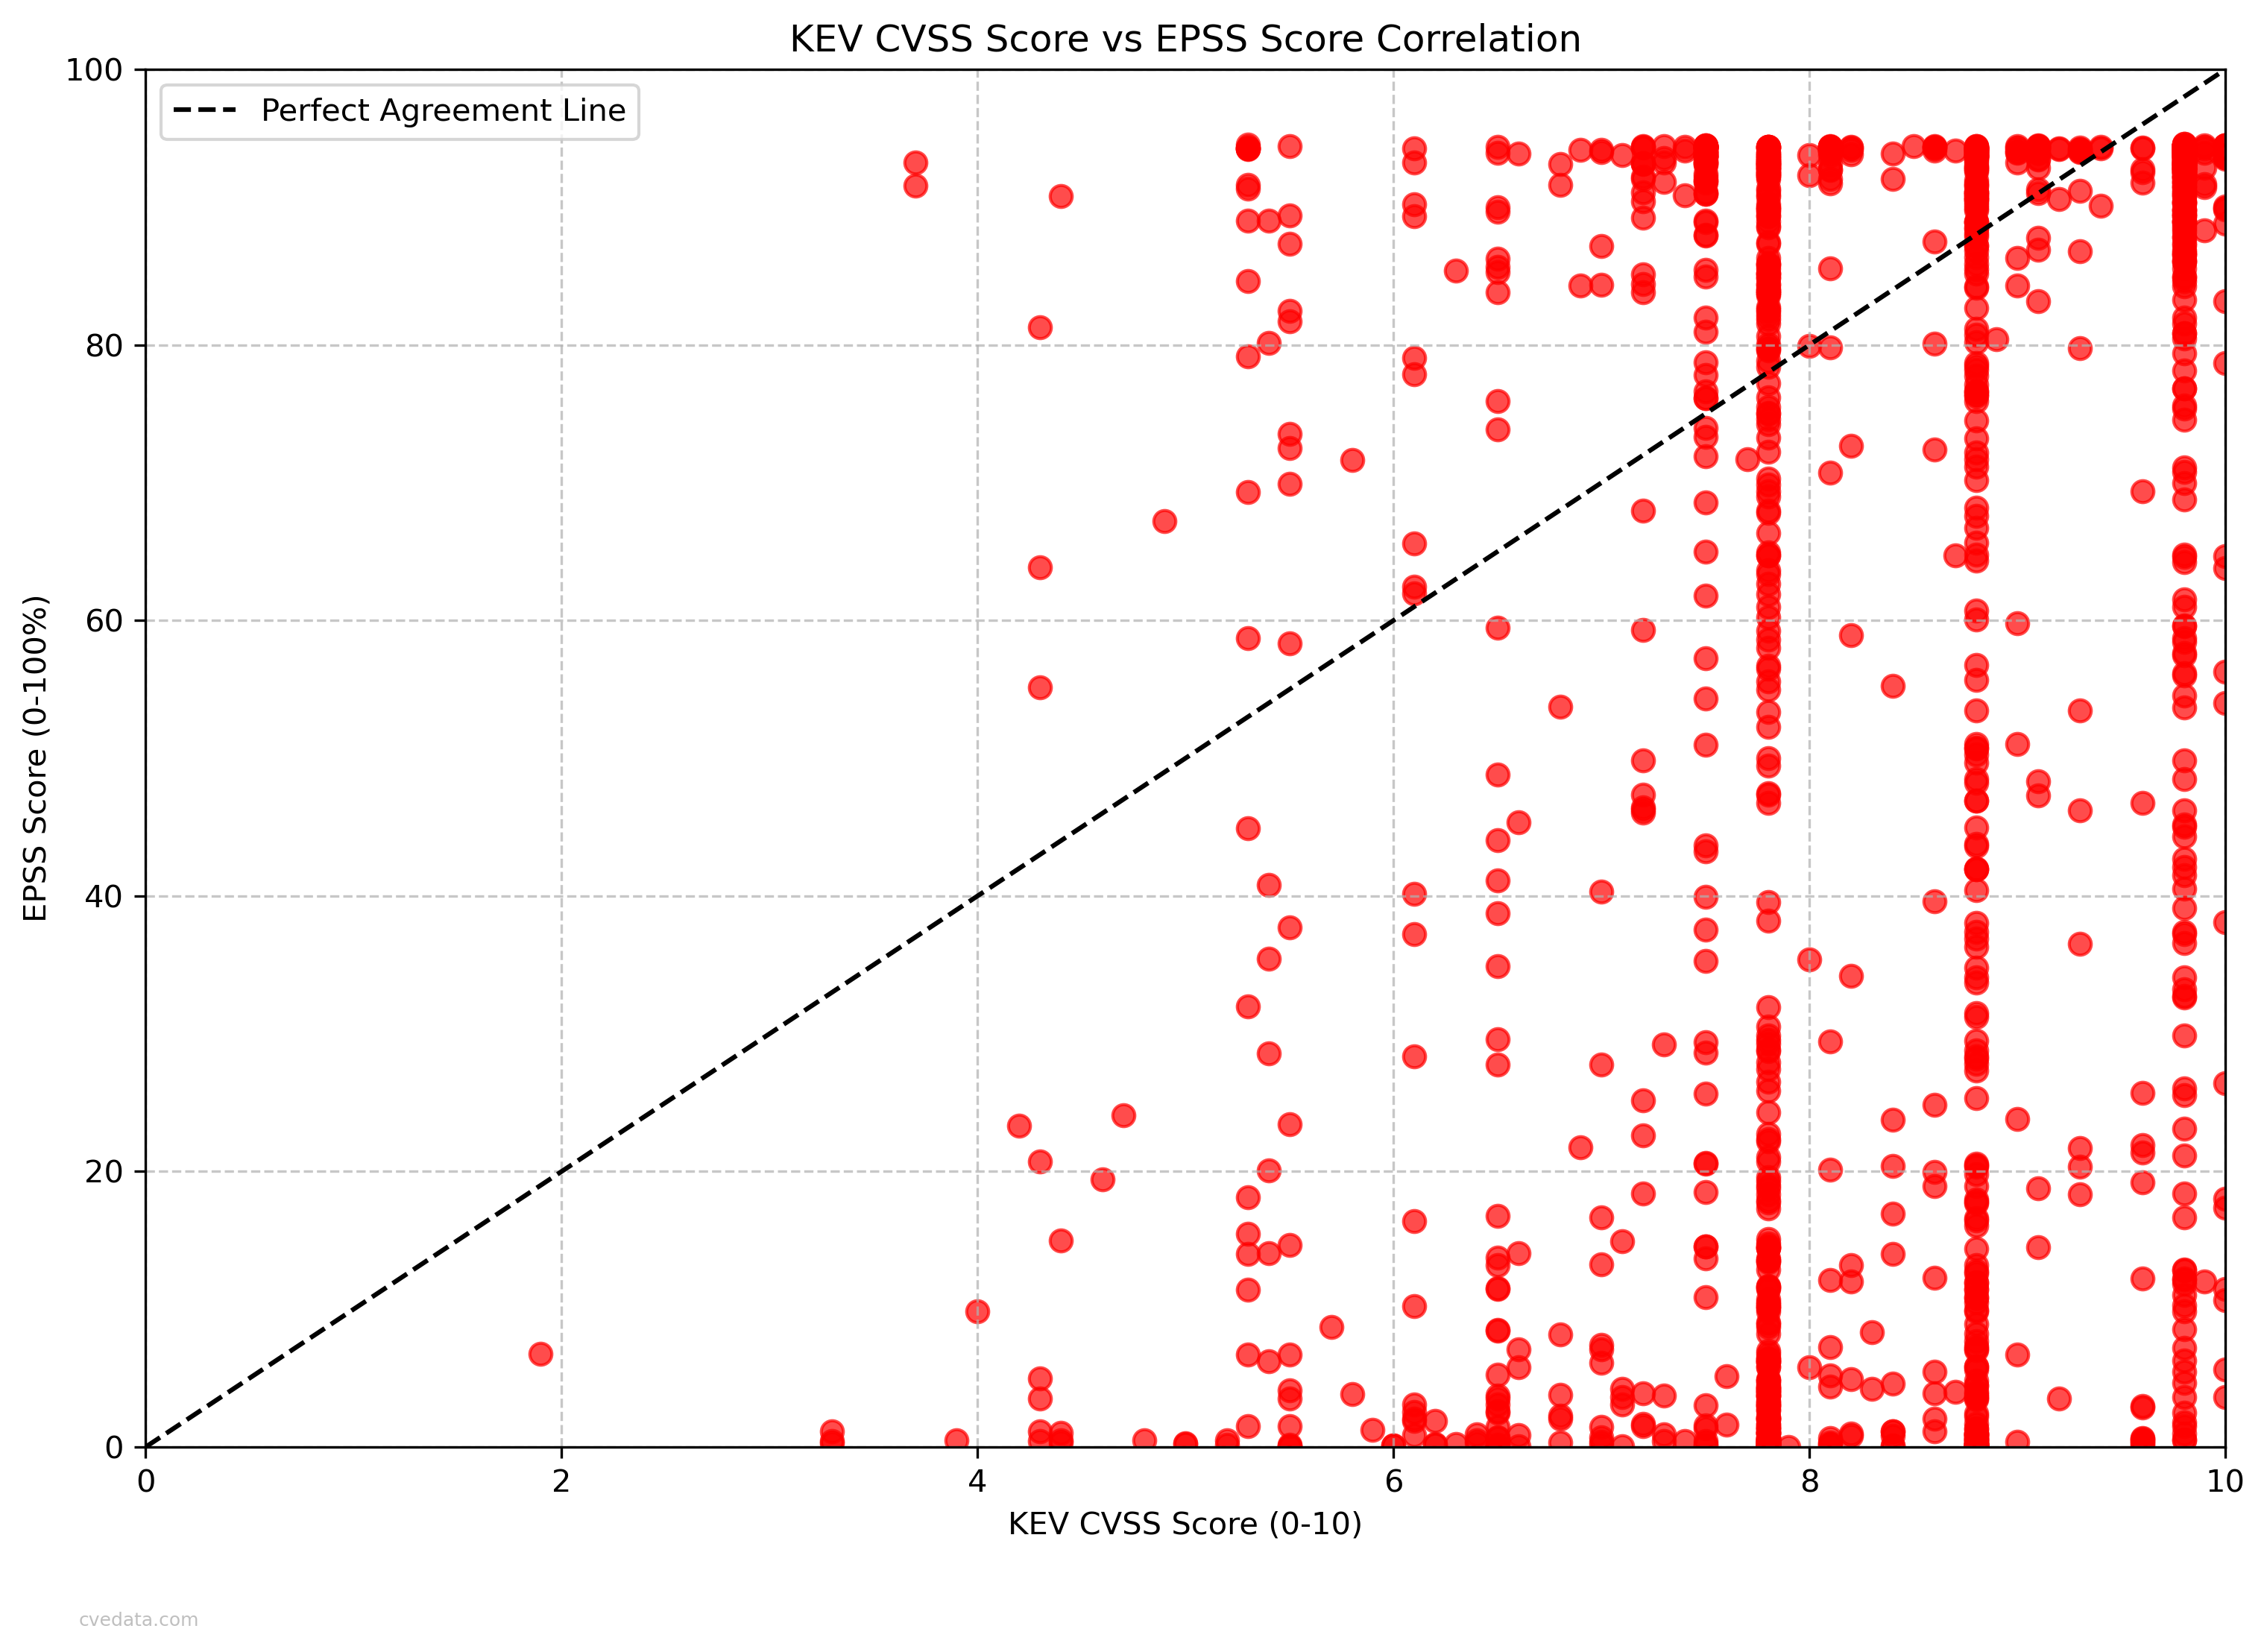 KEV CVSS Score vs EPSS Score Correlation
100
Perfect Agreement Line
80
60
EPSS Score (0-100%)
40
20
0
0 2 4 6 8 10
KEV CVSS Score (0-10)
cvedata.com